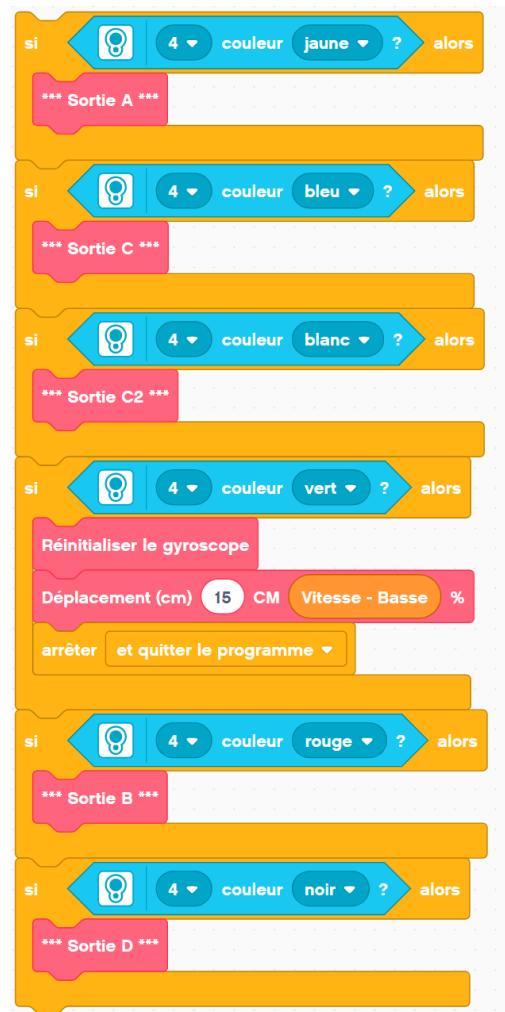 si 4 couleur jaune ? alors
*** Sortie A ***
si 4 couleur bleu ? alors
*** Sortie C ***
si 4 couleur blanc ? alors
*** Sortie C2 ***
si 4 couleur vert ? alors
Réinitialiser le gyroscope
Déplacement (cm) 15 CM Vitesse - Basse %
arrêter et quitter le programme
si 4 couleur rouge ? alors
*** Sortie B ***
si 4 couleur noir ? alors
*** Sortie D ***